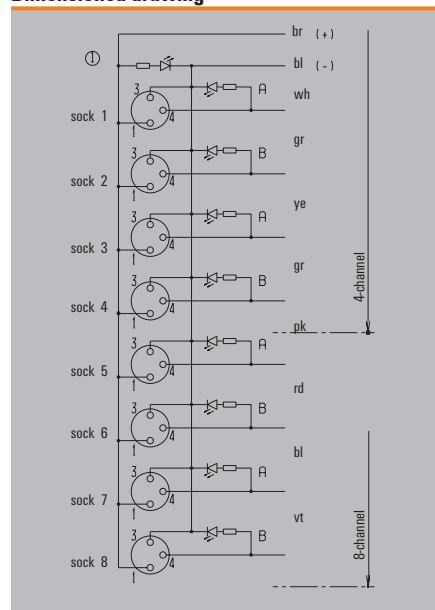 Dimensioned drawing
br (+)
① bl (-)
3 A wh
sock 1 4
1 gr
3 B
sock 2 4
1 ye
3 A
sock 3 4
1 gr
3 B
sock 4 4 4-channel
1 pk
3 A
sock 5 4
1 rd
3 B
sock 6 4
1 bl
3 A
sock 7 4
1 vt
3 B
sock 8 4 8-channel
1